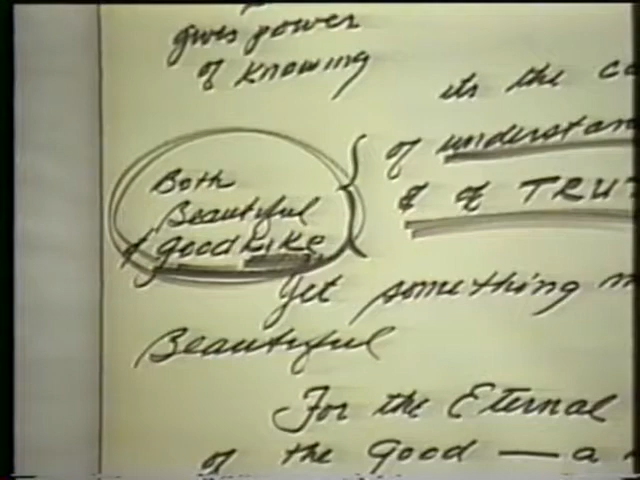 gives power
of knowing
its the
of understan
& of TRUT
Both
Beautiful
& goodlike
Yet something m
Beautiful
For the Eternal
of the Good — a